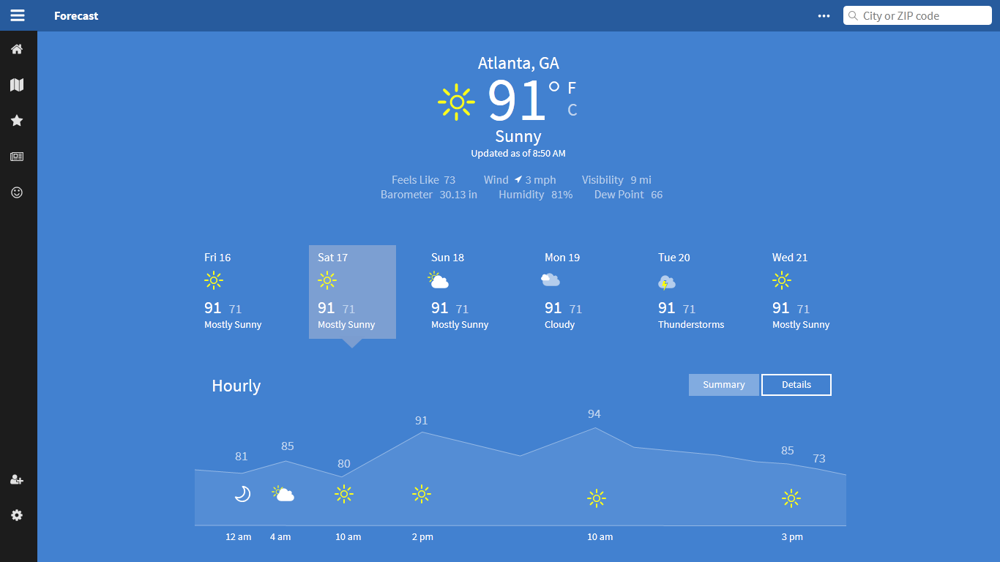 Forecast
City or ZIP code
Atlanta, GA
91° F
C
Sunny
Updated as of 8:50 AM
Feels Like 73 Wind 3 mph Visibility 9 mi
Barometer 30.13 in Humidity 81% Dew Point 66
Fri 16 Sat 17 Sun 18 Mon 19 Tue 20 Wed 21
91 71 91 71 91 71 91 71 91 71 91 71
Mostly Sunny Mostly Sunny Mostly Sunny Cloudy Thunderstorms Mostly Sunny
Hourly Summary Details
81 85 80 91 94 85 73
12 am 4 am 10 am 2 pm 10 am 3 pm